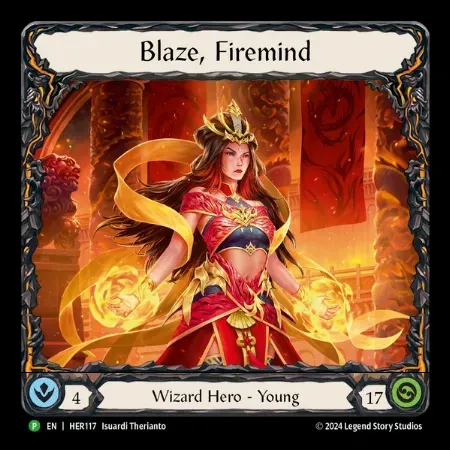 Blaze, Firemind
4
Wizard Hero - Young
17
P EN | HER117 Isuardi Therianto
© 2024 Legend Story Studios